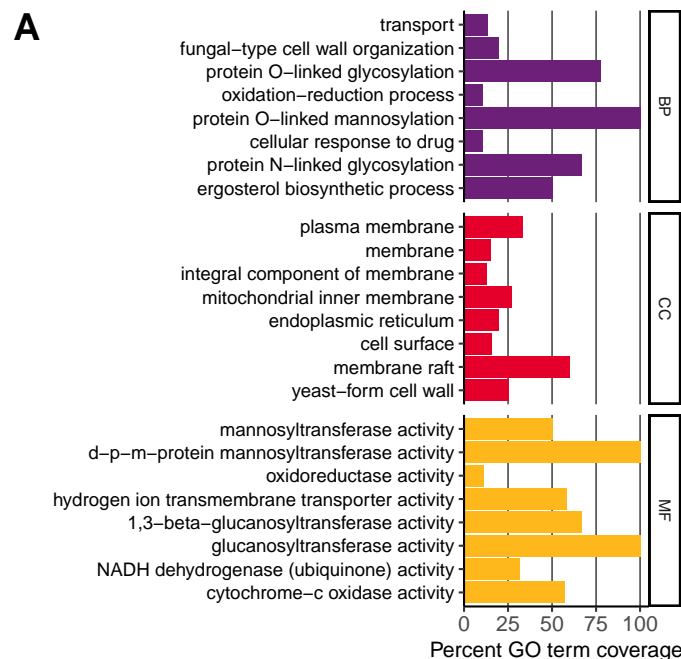 A
transport
fungal−type cell wall organization
protein O−linked glycosylation
oxidation−reduction process
protein O−linked mannosylation
cellular response to drug
protein N−linked glycosylation
ergosterol biosynthetic process
BP
plasma membrane
membrane
integral component of membrane
mitochondrial inner membrane
endoplasmic reticulum
cell surface
membrane raft
yeast−form cell wall
CC
mannosyltransferase activity
d−p−m−protein mannosyltransferase activity
oxidoreductase activity
hydrogen ion transmembrane transporter activity
1,3−beta−glucanosyltransferase activity
glucanosyltransferase activity
NADH dehydrogenase (ubiquinone) activity
cytochrome−c oxidase activity
MF
0 25 50 75 100
Percent GO term coverage